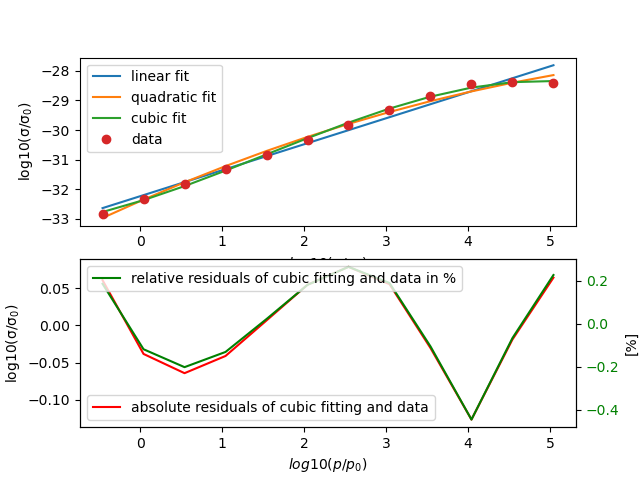 linear fit
quadratic fit
cubic fit
data
log10(σ/σ₀)
−28
−29
−30
−31
−32
−33
0 1 2 3 4 5
relative residuals of cubic fitting and data in %
absolute residuals of cubic fitting and data
log10(σ/σ₀)
0.05
0.00
−0.05
−0.10
0.2
0.0
−0.2
−0.4
[%]
0 1 2 3 4 5
log10(p/p₀)